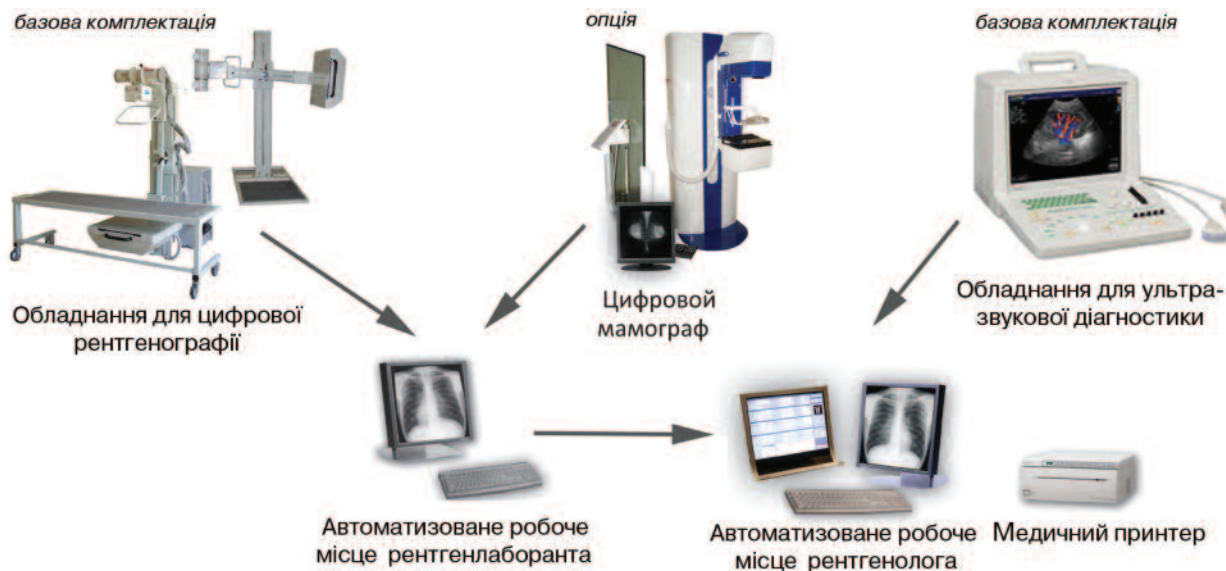 базова комплектація
опція
базова комплектація
Обладнання для цифрової
рентгенографії
Цифровой
мамограф
Обладнання для ультра-
звукової діагностики
Автоматизоване робоче
місце рентгенлаборанта
Автоматизоване робоче
місце рентгенолога
Медичний принтер